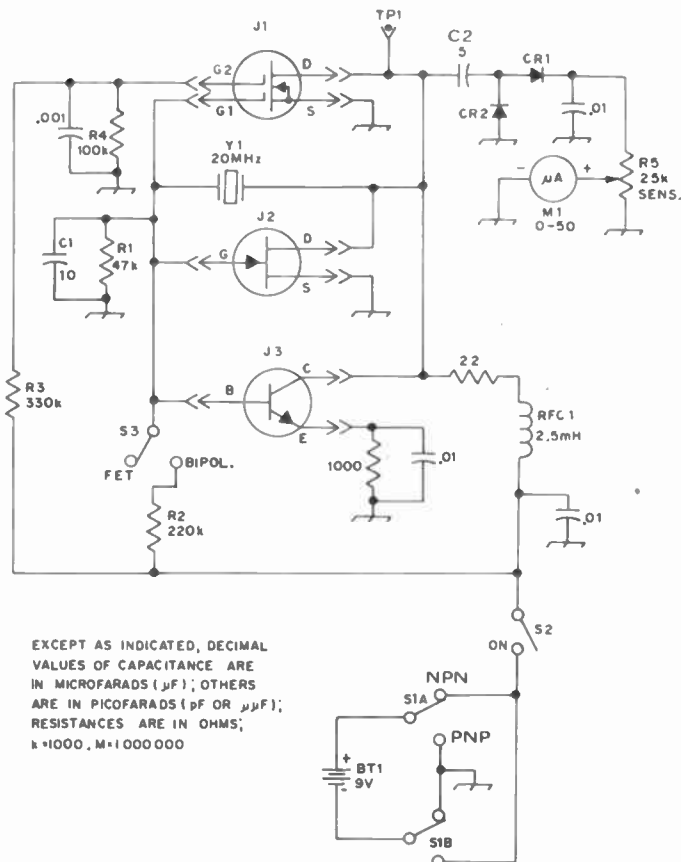 TP1
J1
C2
5
CR1
G2
D
G1
S
CR2
.01
.001
R4
100k
Y1
20MHz
- µA +
M1
0-50
R5
25k
SENS.
J2
D
C1
10
R1
47k
G
S
J3
C
22
R3
330k
B
RFC1
2.5mH
S3
E
FET
BIPOL.
1000
.01
.01
R2
220k
S2
ON
EXCEPT AS INDICATED, DECIMAL
VALUES OF CAPACITANCE ARE
IN MICROFARADS (µF); OTHERS
ARE IN PICOFARADS (pF OR µµF);
RESISTANCES ARE IN OHMS;
k=1000, M=1000000
NPN
S1A
PNP
+
BT1
9V
-
S1B